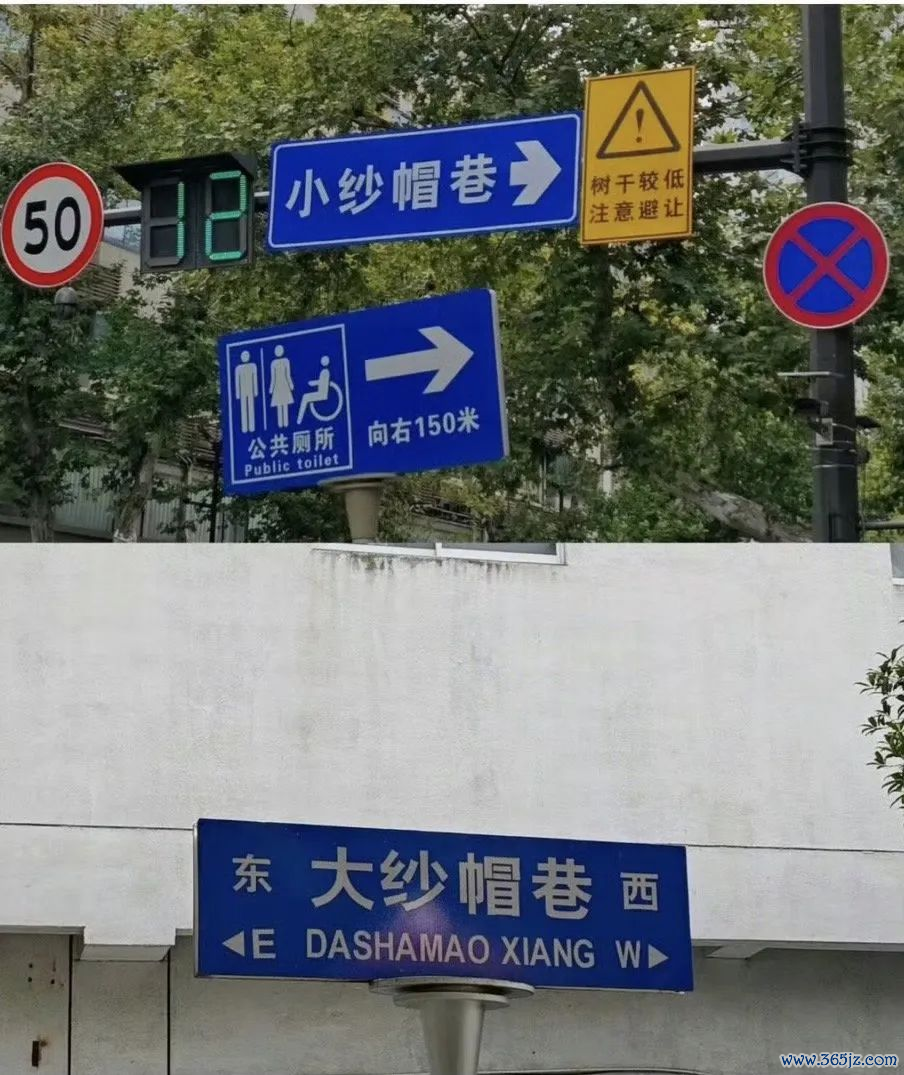 50
12
小纱帽巷
树干较低
注意避让
公共厕所
Public toilet
向右150米
东 大纱帽巷 西
E DASHAMAO XIANG W
www.365jz.com